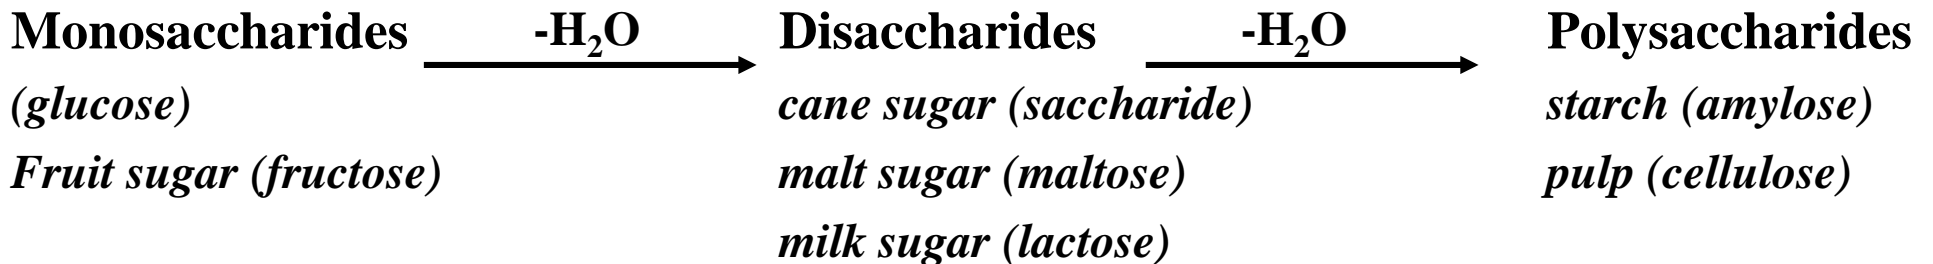 Monosaccharides -H₂O Disaccharides -H₂O Polysaccharides
(glucose) cane sugar (saccharide) starch (amylose)
Fruit sugar (fructose) malt sugar (maltose) pulp (cellulose)
milk sugar (lactose)